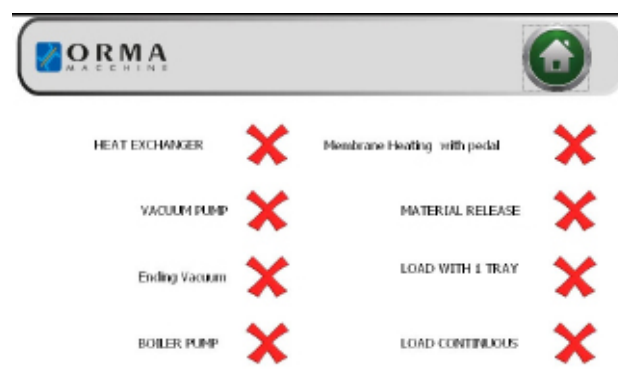 ORMA
MACCHINE
HEAT EXCHANGER
Membrane Heating with pedal
VACUUM PUMP
MATERIAL RELEASE
Ending Vacuum
LOAD WITH 1 TRAY
BOILER PUMP
LOAD CONTINUOUS